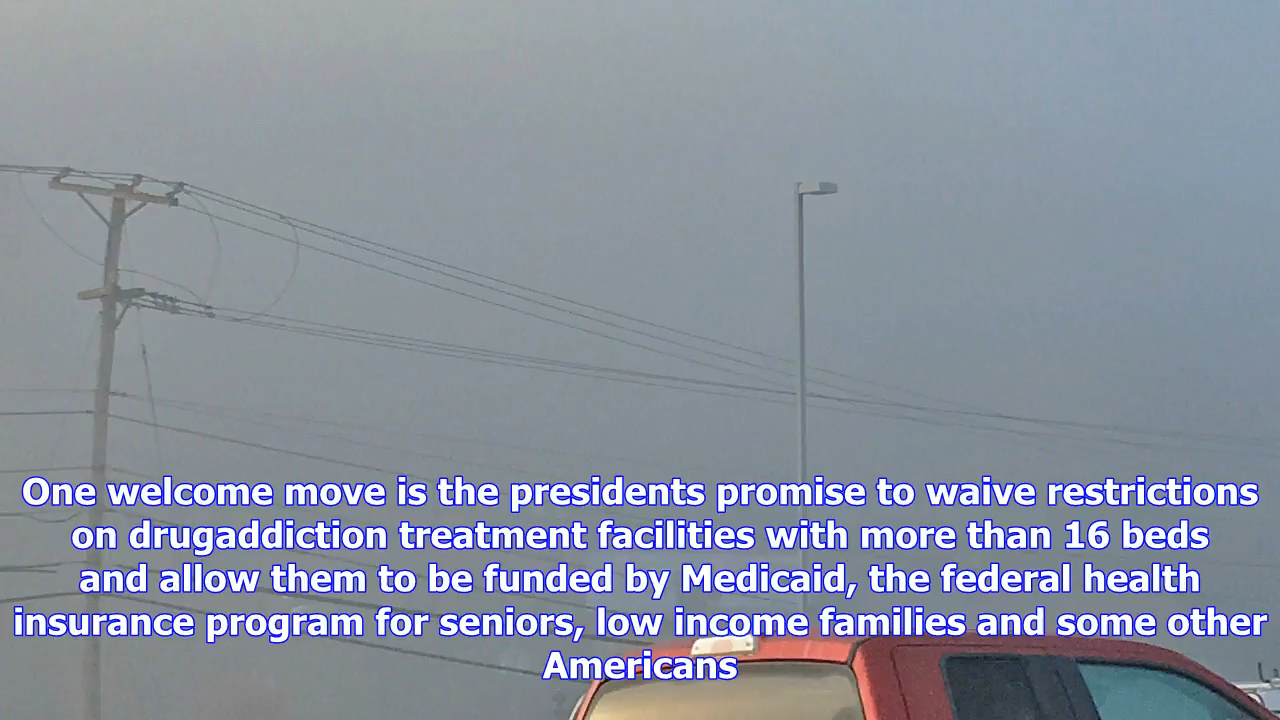 One welcome move is the presidents promise to waive restrictions
on drugaddiction treatment facilities with more than 16 beds
and allow them to be funded by Medicaid, the federal health
insurance program for seniors, low income families and some other
Americans